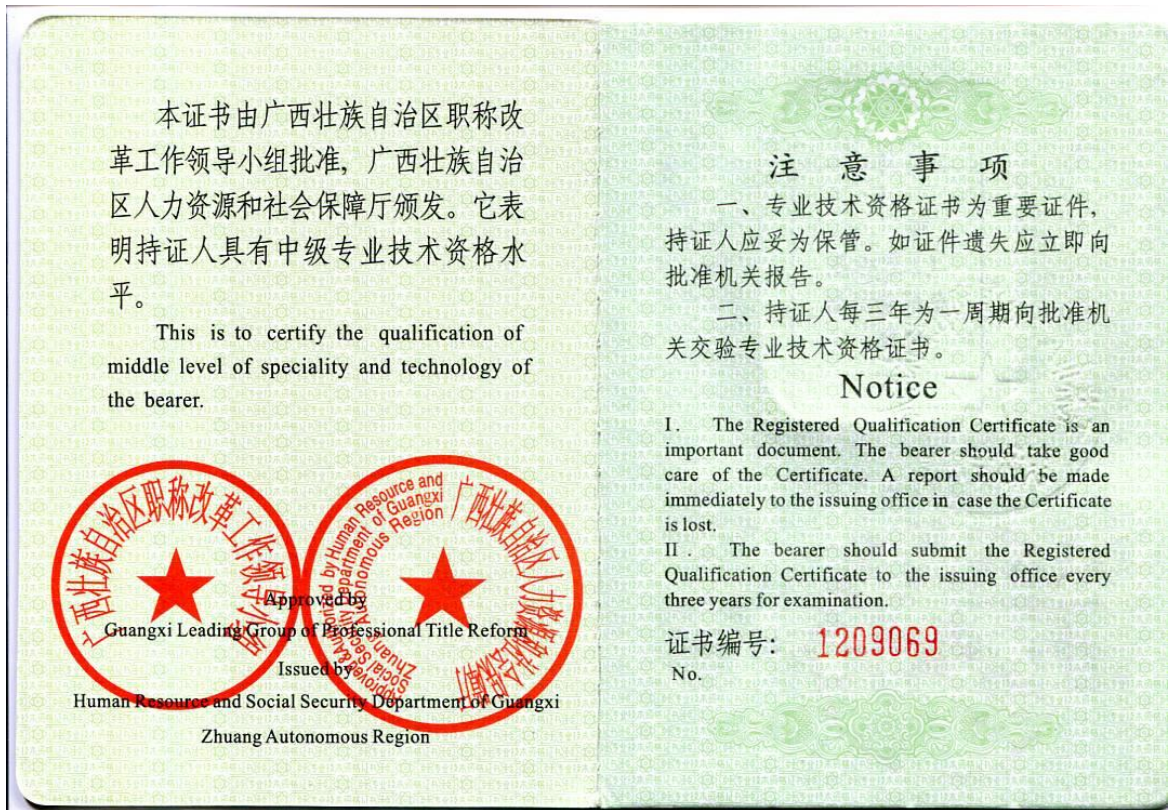 本证书由广西壮族自治区职称改
革工作领导小组批准，广西壮族自治
区人力资源和社会保障厅颁发。它表
明持证人具有中级专业技术资格水
平。
This is to certify the qualification of
middle level of speciality and technology of
the bearer.
广西壮族自治区职称改革工作领导小组
Approved & Authorized by Human Resource and
Social Security Department of Guangxi
Zhuang Autonomous Region
广西壮族自治区人力资源和社会保障厅
Approved by
Guangxi Leading Group of Professional Title Reform
Issued by
Human Resource and Social Security Department of Guangxi
Zhuang Autonomous Region
注意事项
一、专业技术资格证书为重要证件，
持证人应妥为保管。如证件遗失应立即向
批准机关报告。
二、持证人每三年为一周期向批准机
关交验专业技术资格证书。
Notice
I. The Registered Qualification Certificate is an
important document. The bearer should take good
care of the Certificate. A report should be made
immediately to the issuing office in case the Certificate
is lost.
II. The bearer should submit the Registered
Qualification Certificate to the issuing office every
three years for examination.
证书编号: 1209069
No.